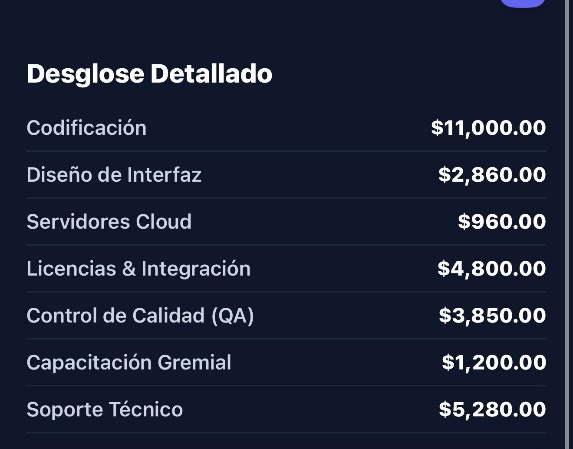 Desglose Detallado
Codificación $11,000.00
Diseño de Interfaz $2,860.00
Servidores Cloud $960.00
Licencias & Integración $4,800.00
Control de Calidad (QA) $3,850.00
Capacitación Gremial $1,200.00
Soporte Técnico $5,280.00